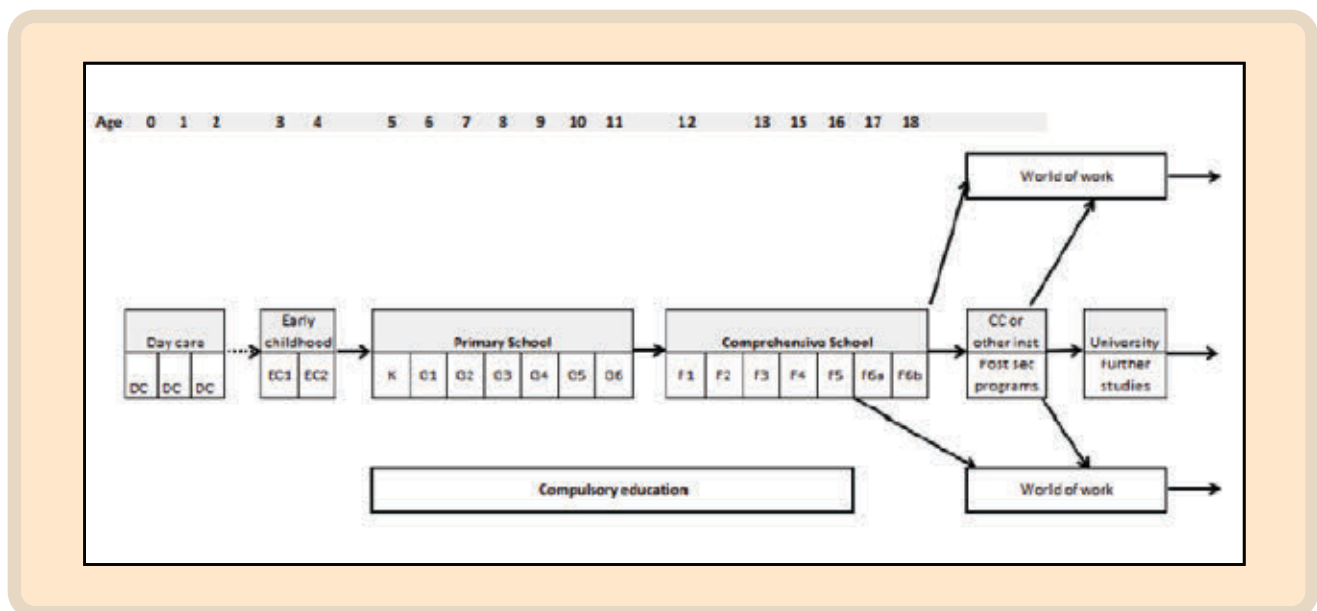 Age 0 1 2 3 4 5 6 7 8 9 10 11 12 13 15 16 17 18
World of work
Day care
DC DC DC
Early
childhood
EC1 EC2
Primary School
K G1 G2 G3 G4 G5 G6
Comprehensive School
F1 F2 F3 F4 F5 F6a F6b
CC or
other inst
Post sec
programs
University
Further
studies
Compulsory education
World of work